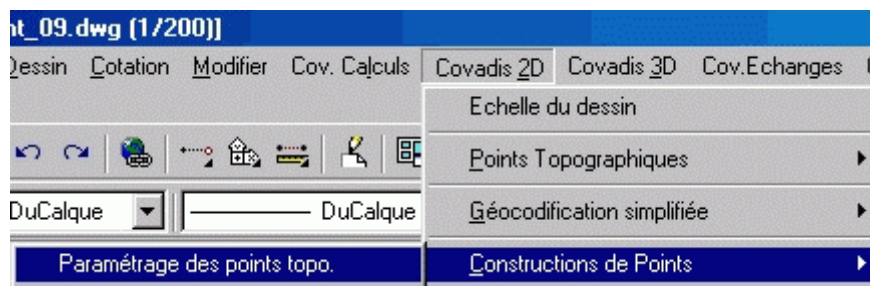 nt_09.dwg (1/200)]
Dessin Cotation Modifier Cov. Calculs Covadis 2D Covadis 3D Cov.Echanges
Echelle du dessin
Points Topographiques
DuCalque DuCalque Géocodification simplifiée
Paramétrage des points topo. Constructions de Points